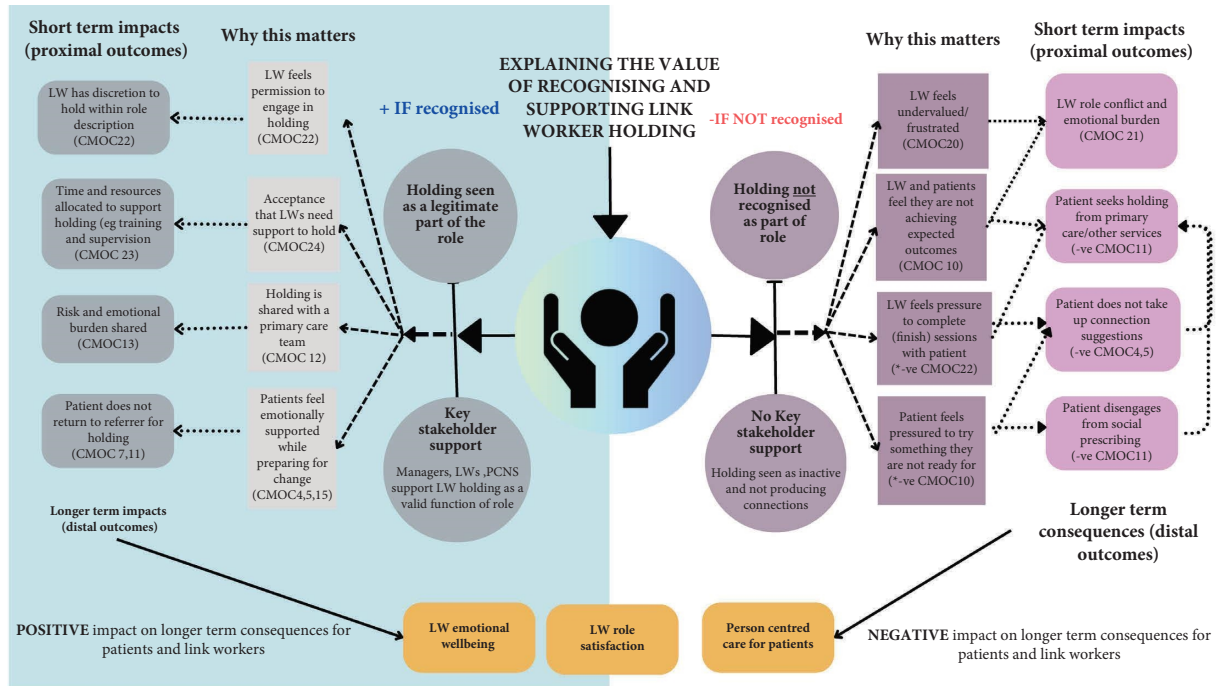 Short term impacts
(proximal outcomes)
Why this matters
LW has discretion to
hold within role
description
(CMOC22)
LW feels
permission to
engage in
holding
(CMOC22)
Time and resources
allocated to support
holding (eg training
and supervision
(CMOC 23)
Acceptance
that LWs need
support to hold
(CMOC24)
Risk and emotional
burden shared
(CMOC13)
Holding is
shared with a
primary care
team
(CMOC 12)
Patient does not
return to referrer for
holding
(CMOC 7,11)
Patients feel
emotionally
supported
while
preparing for
change
(CMOC4,5,15)
+ IF recognised
Holding seen
as a legitimate
part of the
role
Key
stakeholder
support
Managers, LWs ,PCNS
support LW holding as a
valid function of role
EXPLAINING THE VALUE
OF RECOGNISING AND
SUPPORTING LINK
WORKER HOLDING
-IF NOT recognised
Holding not
recognised
as part of
role
No Key
stakeholder
support
Holding seen as inactive
and not producing
connections
Why this matters
Short term impacts
(proximal outcomes)
LW feels
undervalued/
frustrated
(CMOC20)
LW role conflict and
emotional burden
(CMOC 21)
LW and patients
feel they are not
achieving
expected
outcomes
(CMOC 10)
Patient seeks holding
from primary
care/other services
(-ve CMOC11)
LW feels pressure
to complete
(finish) sessions
with patient
(*-ve CMOC22)
Patient does not take
up connection
suggestions
(-ve CMOC4,5)
Patient feels
pressured to try
something they
are not ready for
(*-ve CMOC10)
Patient disengages
from social
prescribing
(-ve CMOC11)
Longer term impacts
(distal outcomes)
Longer term
consequences (distal
outcomes)
POSITIVE impact on longer term consequences for
patients and link workers
LW emotional
wellbeing
LW role
satisfaction
Person centred
care for patients
NEGATIVE impact on longer term consequences for
patients and link workers